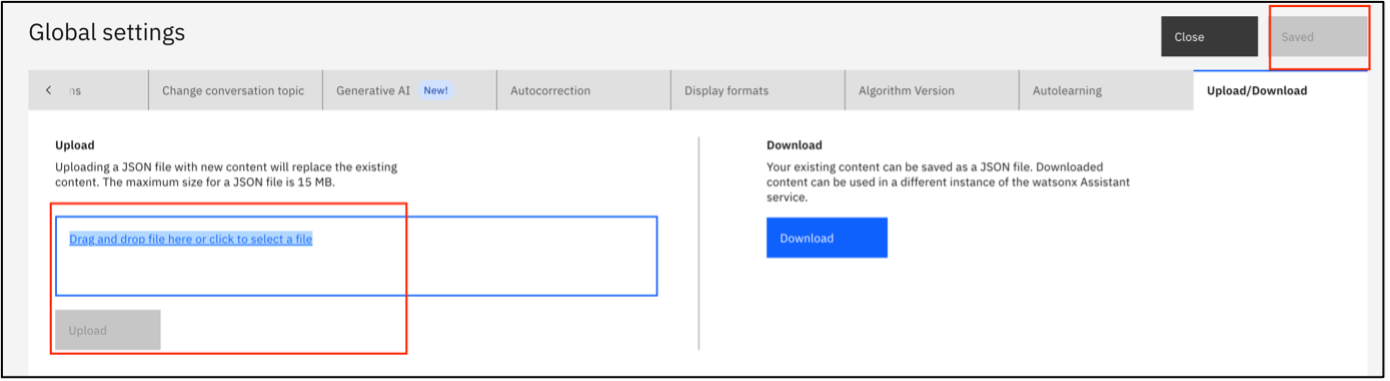 Global settings
Close
Saved
ns
Change conversation topic
Generative AI New!
Autocorrection
Display formats
Algorithm Version
Autolearning
Upload/Download
Upload
Uploading a JSON file with new content will replace the existing
content. The maximum size for a JSON file is 15 MB.
Drag and drop file here or click to select a file
Upload
Download
Your existing content can be saved as a JSON file. Downloaded
content can be used in a different instance of the watsonx Assistant
service.
Download